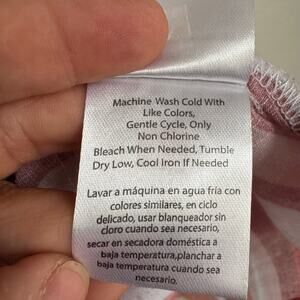 Machine Wash Cold With
Like Colors,
Gentle Cycle, Only
Non Chlorine
Bleach When Needed, Tumble
Dry Low, Cool Iron If Needed
Lavar a máquina en agua fría con
colores similares, en ciclo
delicado, usar blanqueador sin
cloro cuando sea necesario,
secar en secadora doméstica a
baja temperatura,planchar a
baja temperatura cuando sea
necesario.